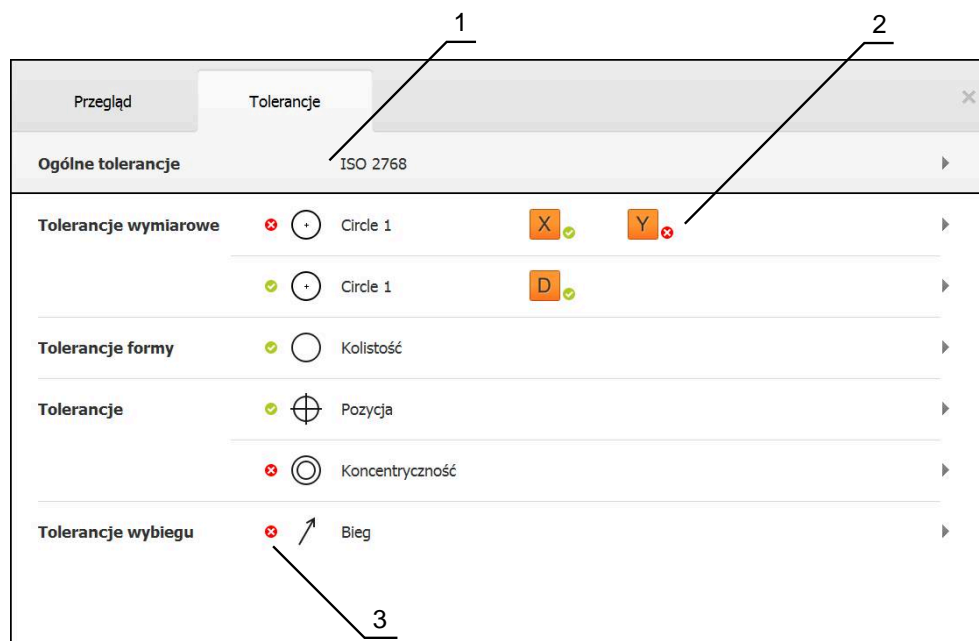 1
2
Przegląd Tolerancje
Ogólne tolerancje ISO 2768
Tolerancje wymiarowe Circle 1 X Y
Circle 1 D
Tolerancje formy Kolistość
Tolerancje Pozycja
Koncentryczność
Tolerancje wybiegu Bieg
3